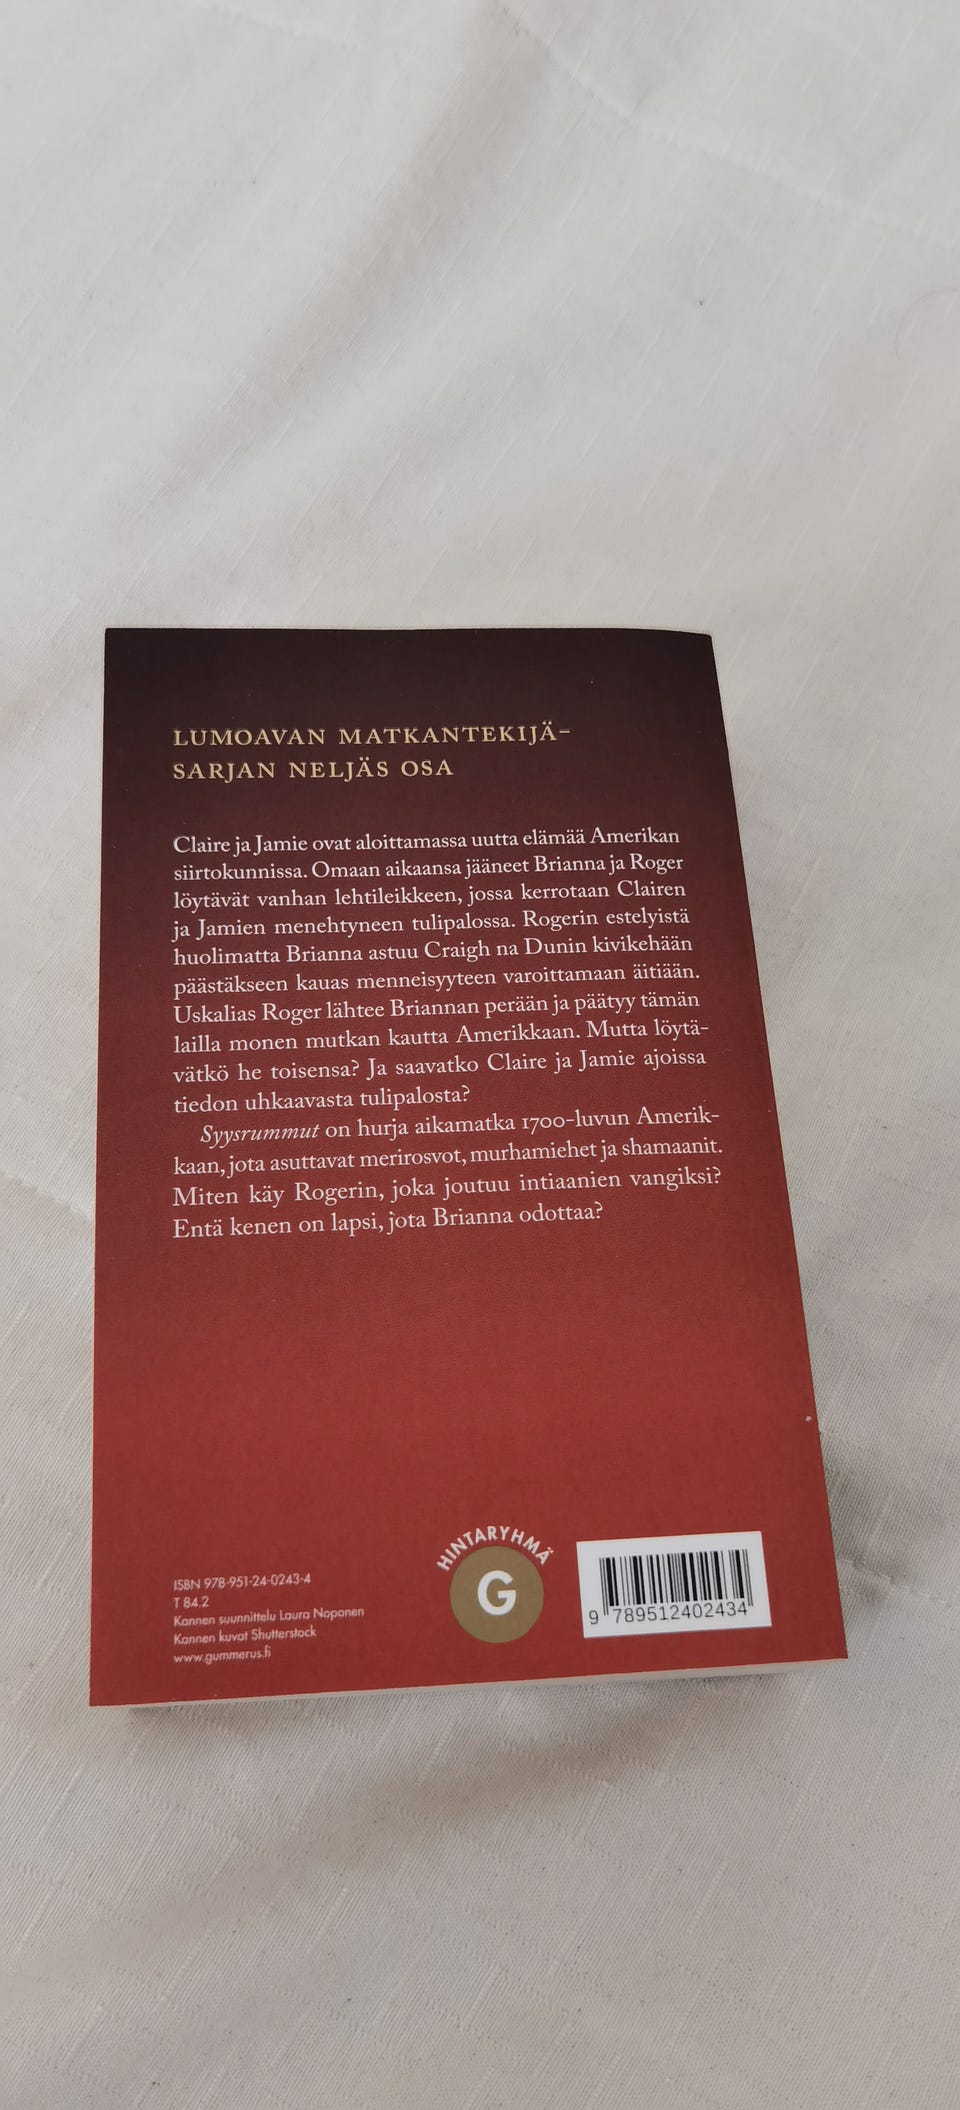 LUMOAVAN MATKANTEKIJÄ-
SARJAN NELJÄS OSA
Claire ja Jamie ovat aloittamassa uutta elämää Amerikan
siirtokunnissa. Omaan aikaansa jääneet Brianna ja Roger
löytävät vanhan lehtileikkeen, jossa kerrotaan Clairen
ja Jamien menehtyneen tulipalossa. Rogerin estelyistä
huolimatta Brianna astuu Craigh na Dunin kivikehään
päästäkseen kauas menneisyyteen varoittamaan äitiään.
Uskalias Roger lähtee Briannan perään ja päätyy tämän
lailla monen mutkan kautta Amerikkaan. Mutta löytä-
vätkö he toisensa? Ja saavatko Claire ja Jamie ajoissa
tiedon uhkaavasta tulipalosta?
Syysrummut on hurja aikamatka 1700-luvun Amerik-
kaan, jota asuttavat merirosvot, murhamiehet ja shamaanit.
Miten käy Rogerin, joka joutuu intiaanien vangiksi?
Entä kenen on lapsi, jota Brianna odottaa?
ISBN 978-951-24-0243-4
T 84.2
Kannen suunnittelu Laura Noponen
Kannen kuvat Shutterstock
www.gummerus.fi
HINTARYHMÄ
G
9 789512 402434